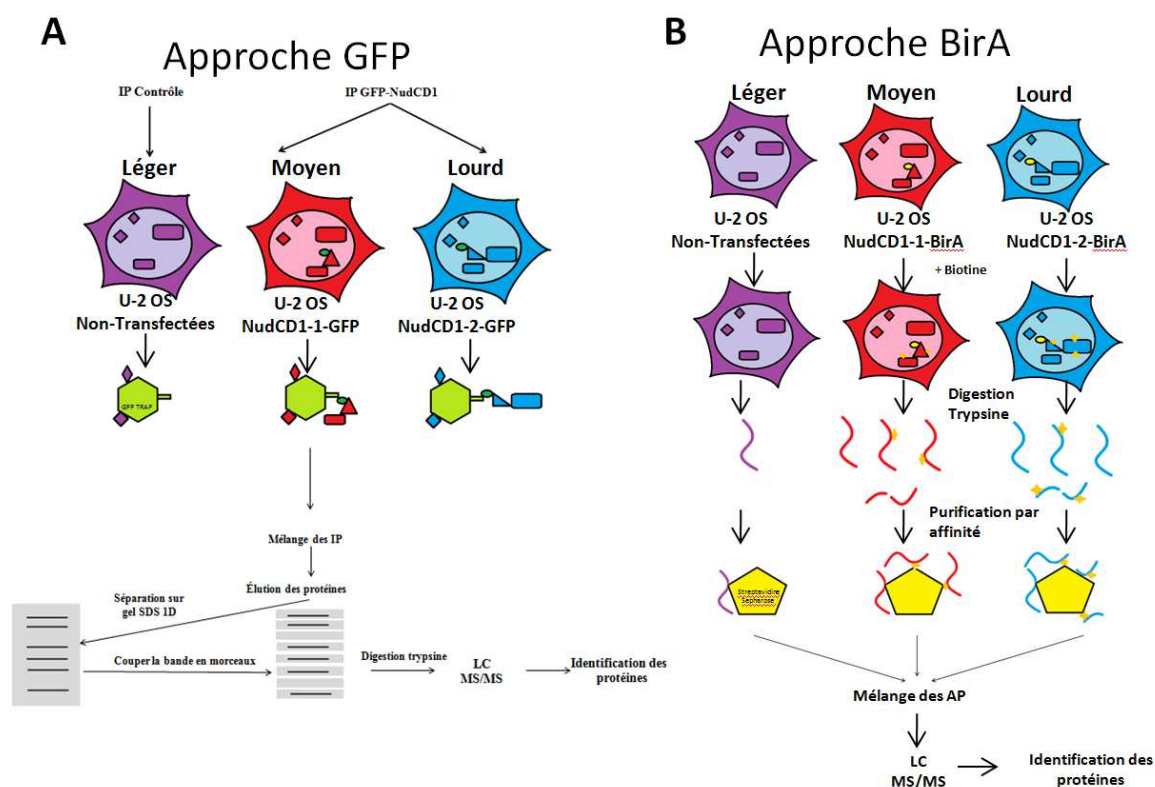 A
Approche GFP
IP Contrôle
IP GFP-NudCD1
Léger
Moyen
Lourd
U-2 OS
Non-Transfectées
U-2 OS
NudCD1-1-GFP
U-2 OS
NudCD1-2-GFP
GFP TRAP
Mélange des IP
Élution des protéines
Séparation sur
gel SDS 1D
Couper la bande en morceaux
Digestion trypsine
LC
MS/MS
Identification des
protéines
B
Approche BirA
Léger
Moyen
Lourd
U-2 OS
Non-Transfectées
U-2 OS
NudCD1-1-BirA
U-2 OS
NudCD1-2-BirA
+ Biotine
Digestion
Trypsine
Purification par
affinité
Streptavidine
Sepharose
Mélange des AP
LC
MS/MS
Identification des
protéines